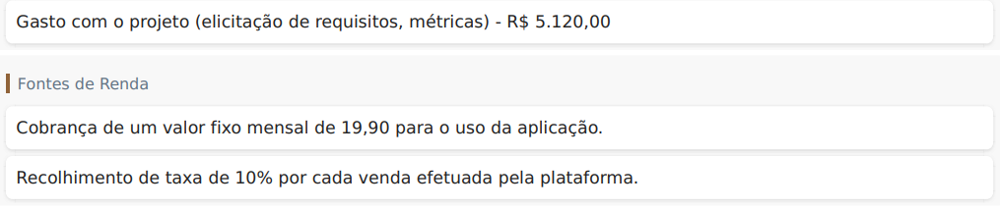 Gasto com o projeto (elicitação de requisitos, métricas) - R$ 5.120,00
Fontes de Renda
Cobrança de um valor fixo mensal de 19,90 para o uso da aplicação.
Recolhimento de taxa de 10% por cada venda efetuada pela plataforma.